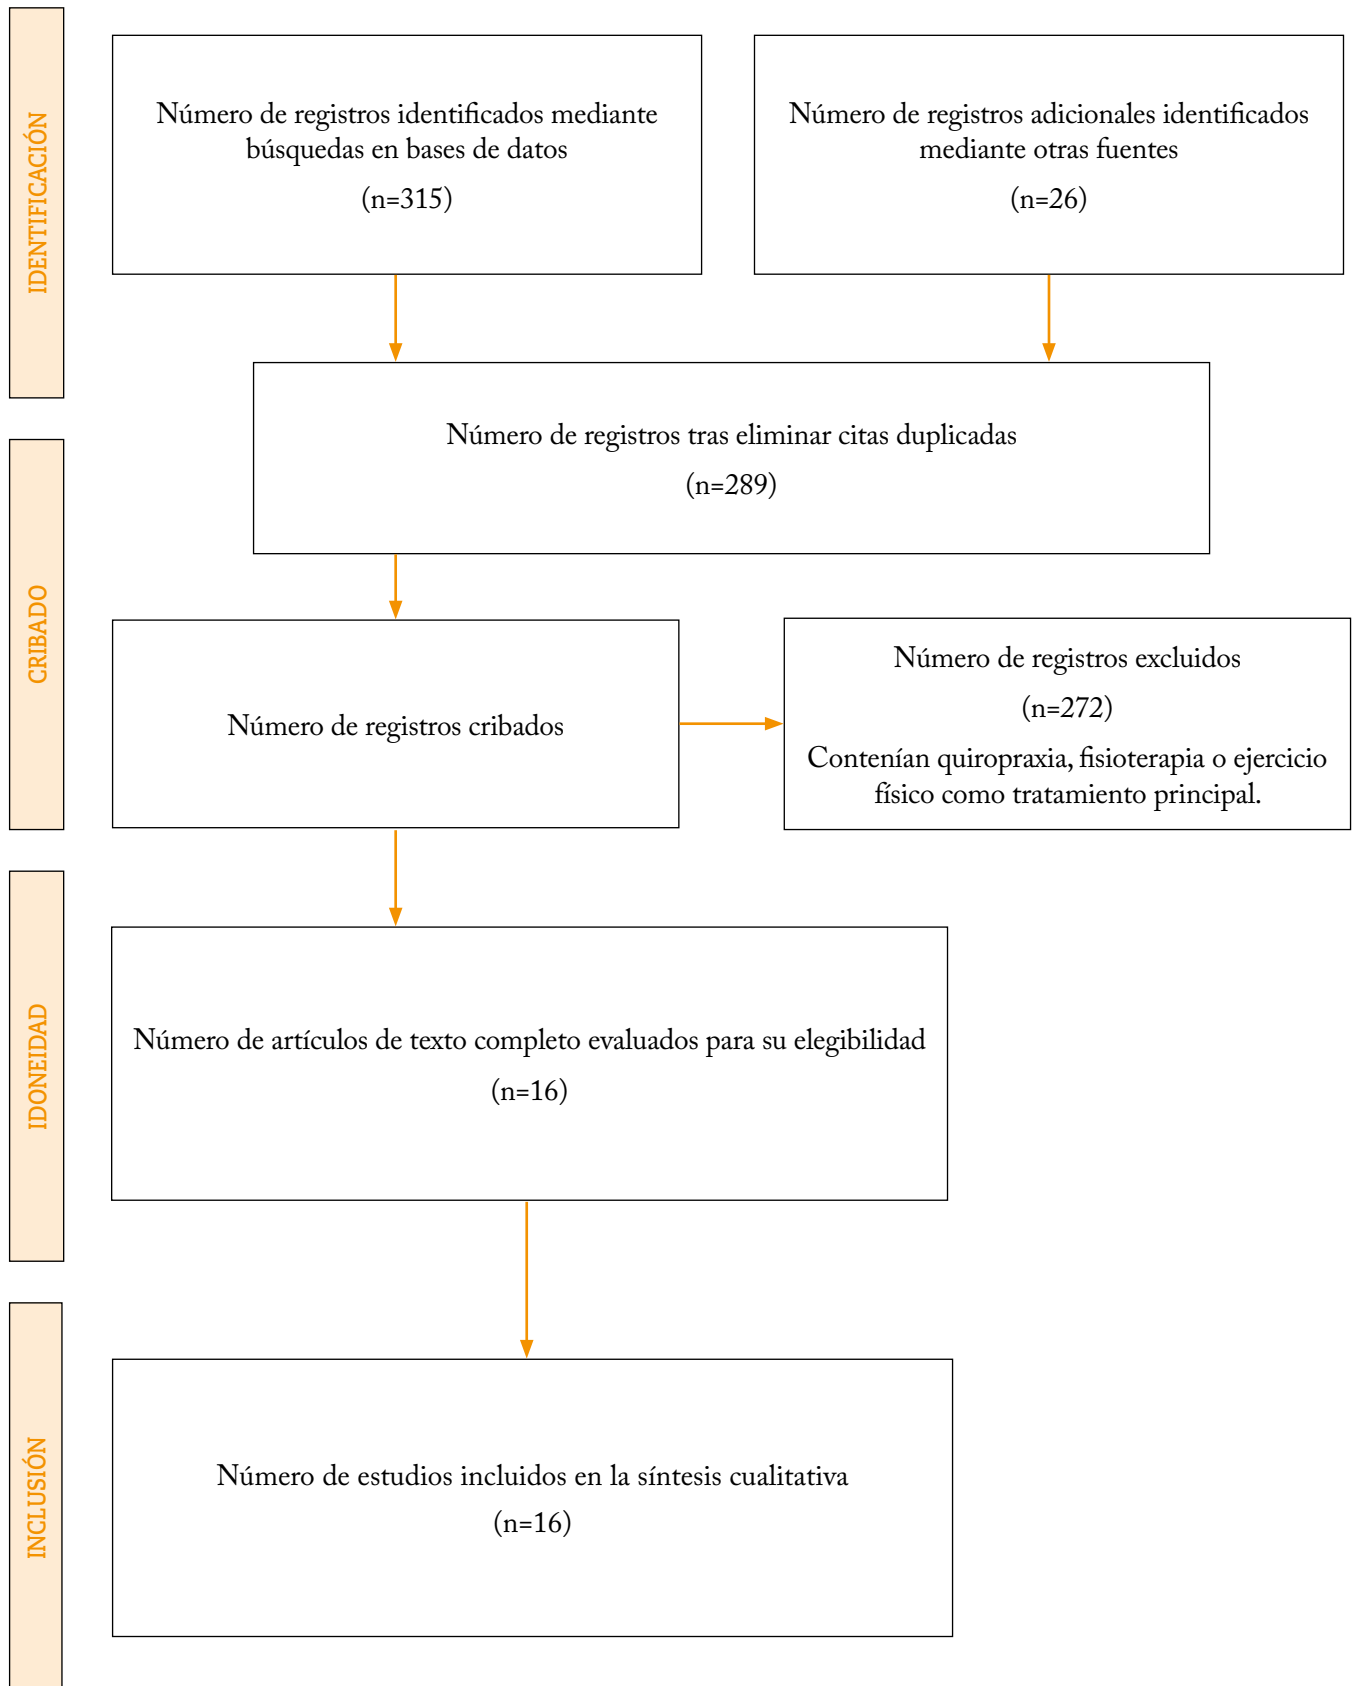 IDENTIFICACIÓN
Número de registros identificados mediante
búsquedas en bases de datos
(n=315)
Número de registros adicionales identificados
mediante otras fuentes
(n=26)
Número de registros tras eliminar citas duplicadas
(n=289)
CRIBADO
Número de registros cribados
Número de registros excluidos
(n=272)
Contenían quiropraxia, fisioterapia o ejercicio
físico como tratamiento principal.
IDONEIDAD
Número de artículos de texto completo evaluados para su elegibilidad
(n=16)
INCLUSIÓN
Número de estudios incluidos en la síntesis cualitativa
(n=16)